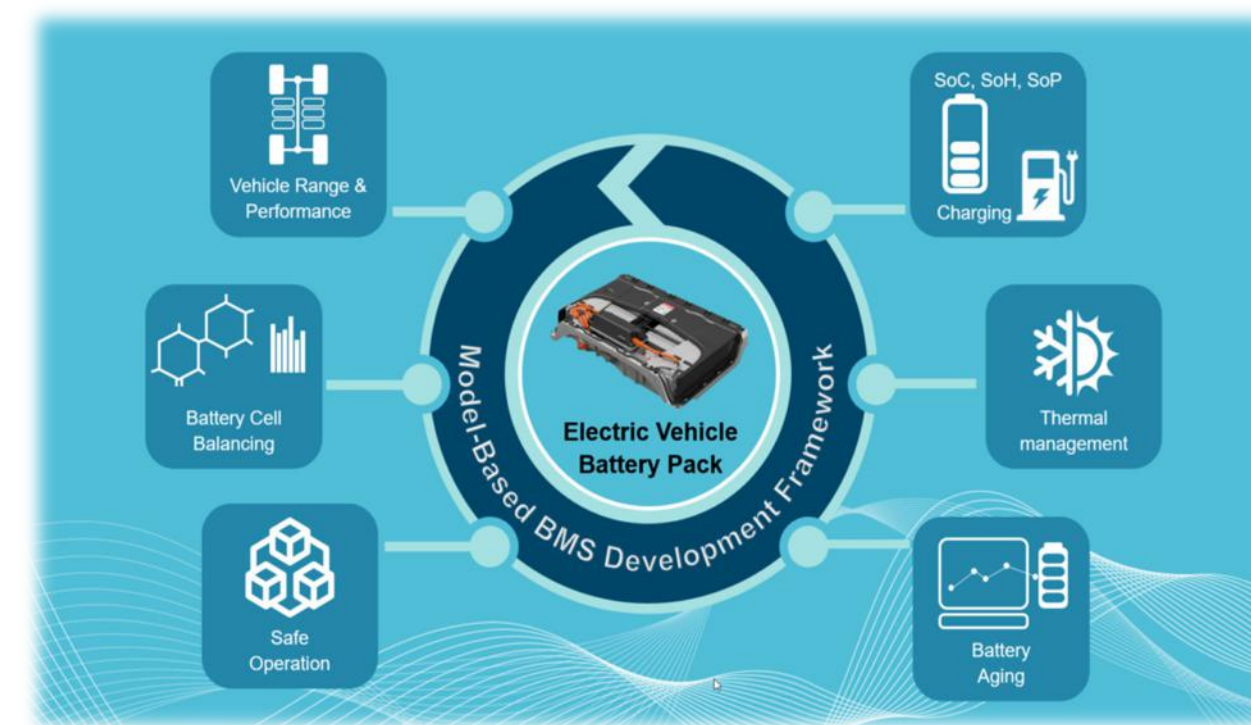 Vehicle Range &
Performance
SoC, SoH, SoP
Charging
Battery Cell
Balancing
Electric Vehicle
Battery Pack
Model-Based BMS Development Framework
Thermal
management
Safe
Operation
Battery
Aging